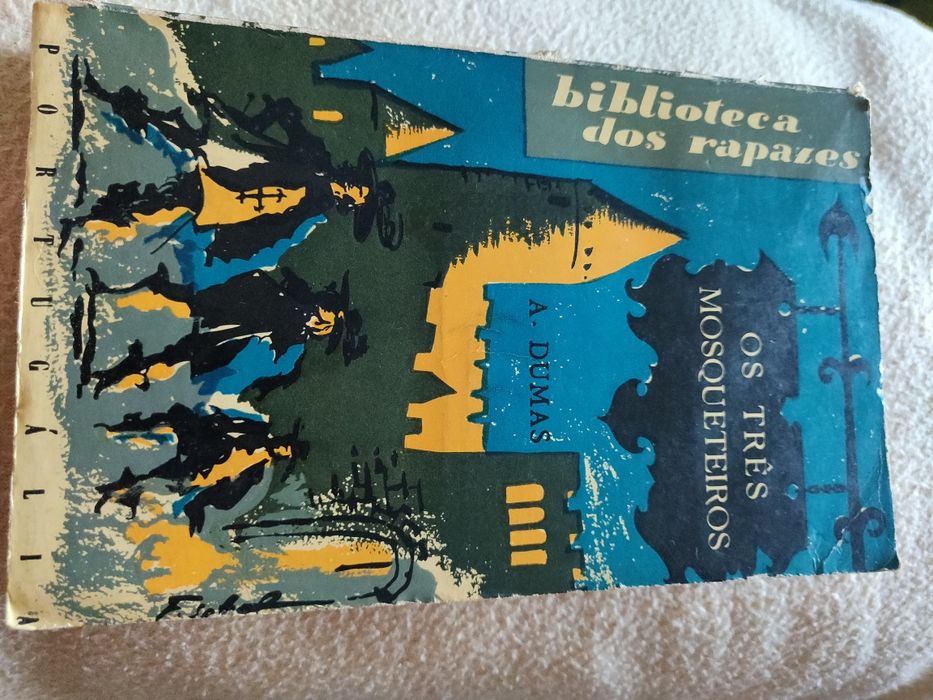 biblioteca
dos rapazes
OS TRÊS
MOSQUETEIROS
A. DUMAS
PORTUGÁLIA